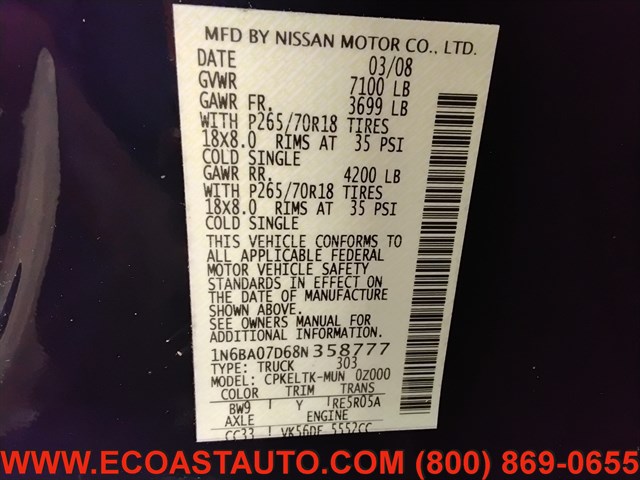 MFD BY NISSAN MOTOR CO., LTD.
DATE 03/08
GVWR 7100 LB
GAWR FR. 3699 LB
WITH P265/70R18 TIRES
18X8.0 RIMS AT 35 PSI
COLD SINGLE
GAWR RR. 4200 LB
WITH P265/70R18 TIRES
18X8.0 RIMS AT 35 PSI
COLD SINGLE
THIS VEHICLE CONFORMS TO
ALL APPLICABLE FEDERAL
MOTOR VEHICLE SAFETY
STANDARDS IN EFFECT ON
THE DATE OF MANUFACTURE
SHOWN ABOVE.
SEE OWNERS MANUAL FOR
ADDITIONAL INFORMATION
1N6BA07D68N358777
TYPE: TRUCK 303
MODEL: CPKELTK-MUN 0Z000
COLOR TRIM TRANS
BW9 Y RE5R05A
AXLE ENGINE
CC33 VK56DE 5552CC
WWW.ECOASTAUTO.COM (800) 869-0655